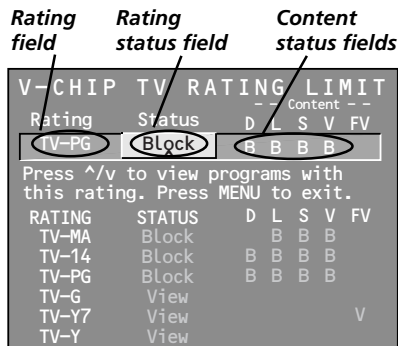 Rating field
Rating status field
Content status fields
V-CHIP TV RATING LIMIT
-- Content --
Rating Status D L S V FV
TV-PG Block B B B B
Press ^/v to view programs with
this rating. Press MENU to exit.
RATING STATUS D L S V FV
TV-MA Block B B B
TV-14 Block B B B B
TV-PG Block B B B B
TV-G View
TV-Y7 View V
TV-Y View